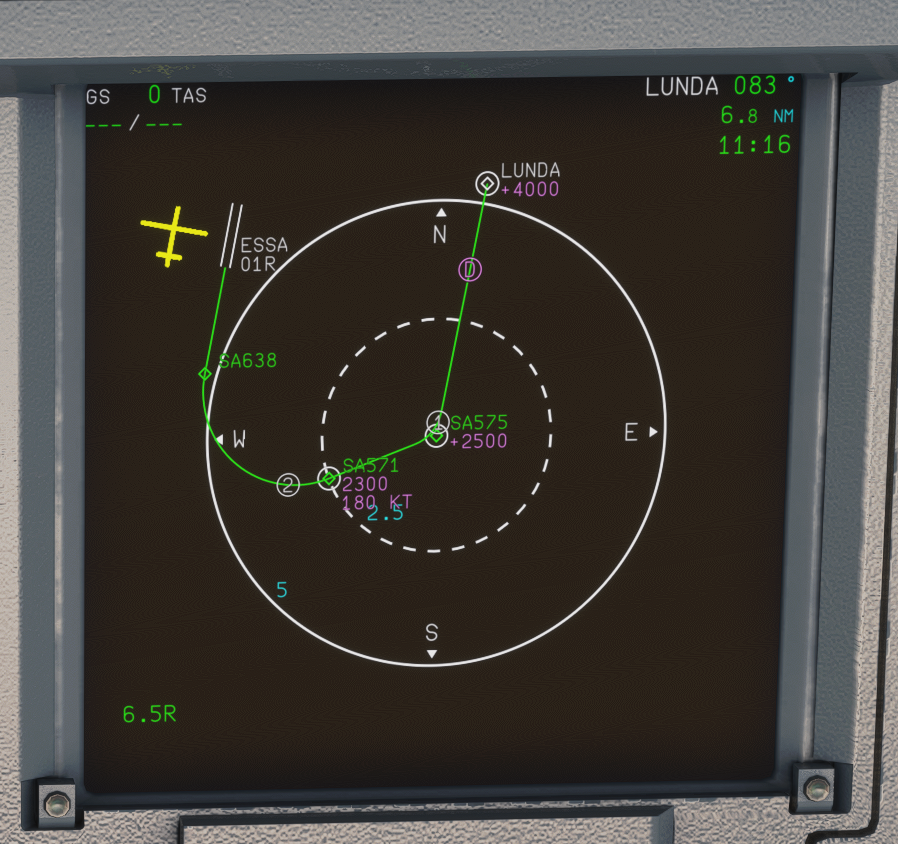 GS 0 TAS
---/---
LUNDA 083°
6.8 NM
11:16
LUNDA
+4000
N
D
ESSA
01R
SA638
W
E
1
SA575
+2500
SA571
2300
180 KT
2
2.5
5
S
6.5R